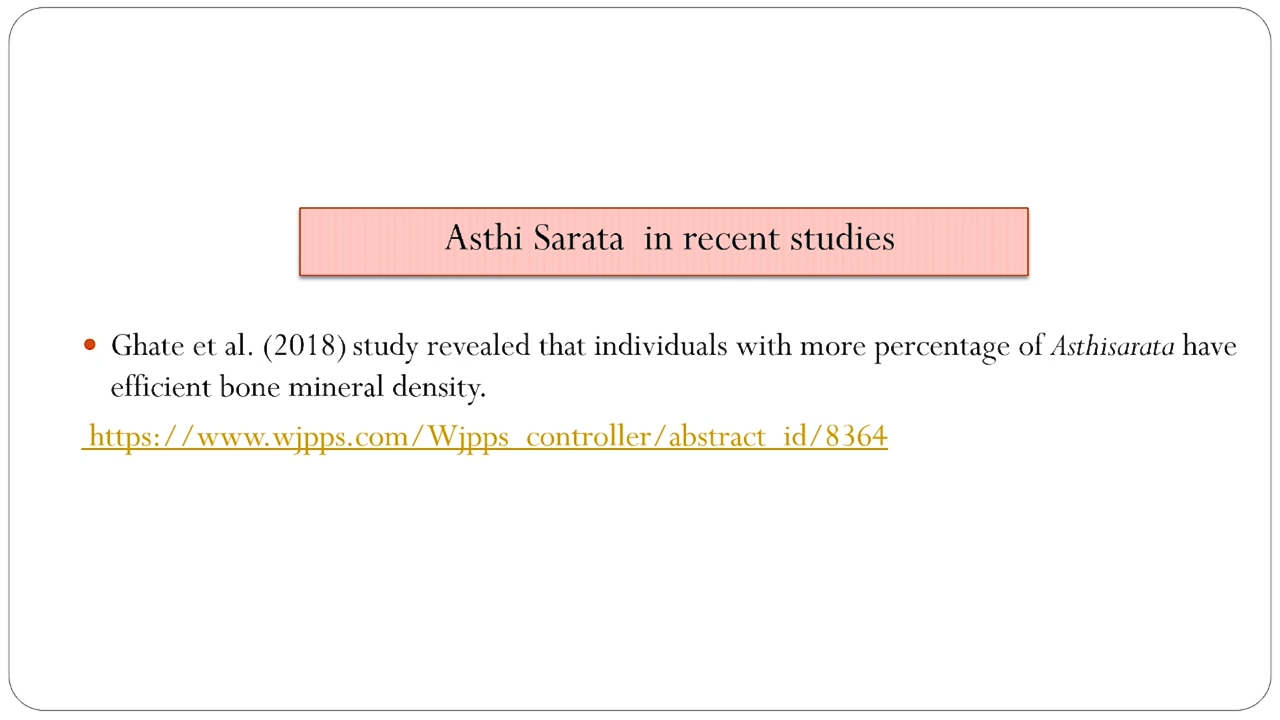 Asthi Sarata in recent studies
• Ghate et al. (2018) study revealed that individuals with more percentage of Asthisarata have
efficient bone mineral density.
https://www.wjpps.com/Wjpps_controller/abstract_id/8364